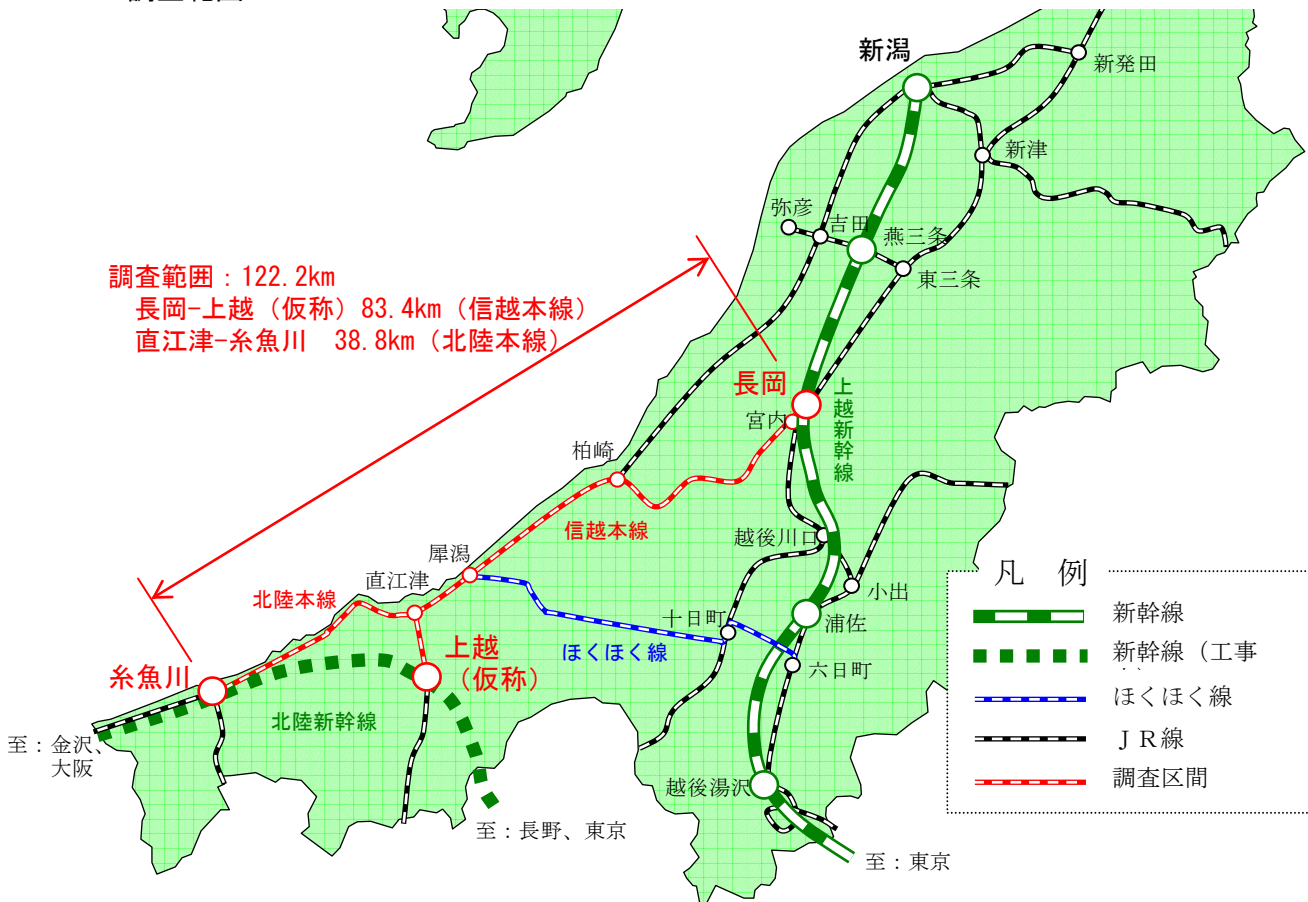 新潟
新発田
新津
弥彦
吉田
燕三条
東三条
調査範囲：122.2km
長岡−上越（仮称）83.4km（信越本線）
直江津−糸魚川　38.8km（北陸本線）
長岡
宮内
上越新幹線
柏崎
信越本線
越後川口
犀潟
直江津
北陸本線
小出
十日町
浦佐
ほくほく線
六日町
上越
（仮称）
糸魚川
北陸新幹線
至：金沢、
大阪
越後湯沢
至：長野、東京
至：東京
凡　例
新幹線
新幹線（工事
ほくほく線
ＪＲ線
調査区間